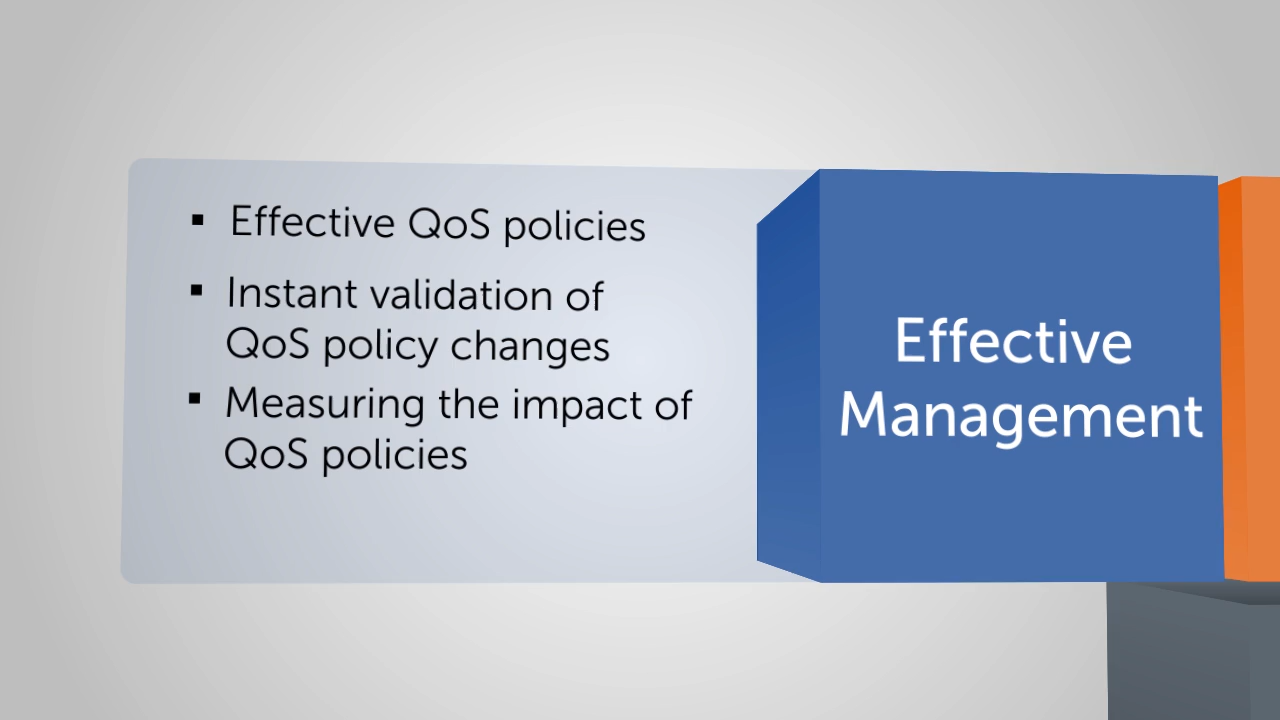 ▪ Effective QoS policies
▪ Instant validation of
QoS policy changes
▪ Measuring the impact of
QoS policies
Effective
Management